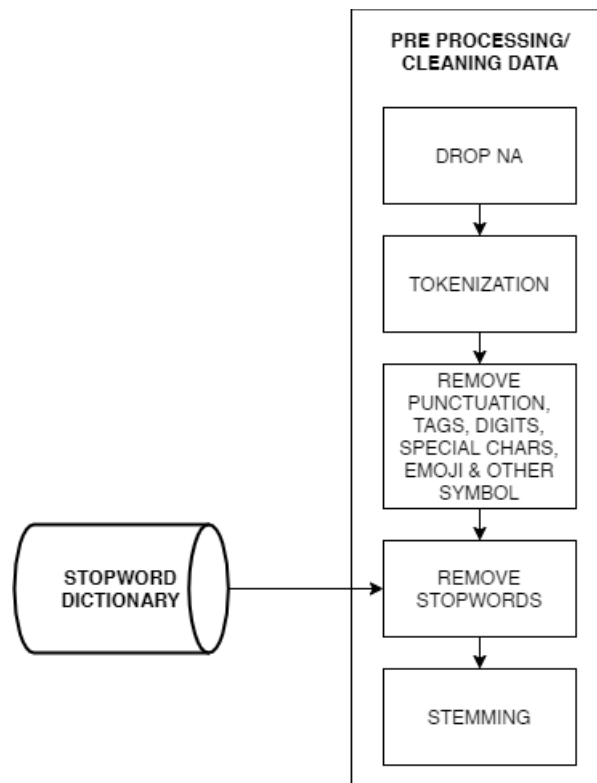 PRE PROCESSING/
CLEANING DATA
DROP NA
TOKENIZATION
REMOVE
PUNCTUATION,
TAGS, DIGITS,
SPECIAL CHARS,
EMOJI & OTHER
SYMBOL
STOPWORD
DICTIONARY
REMOVE
STOPWORDS
STEMMING